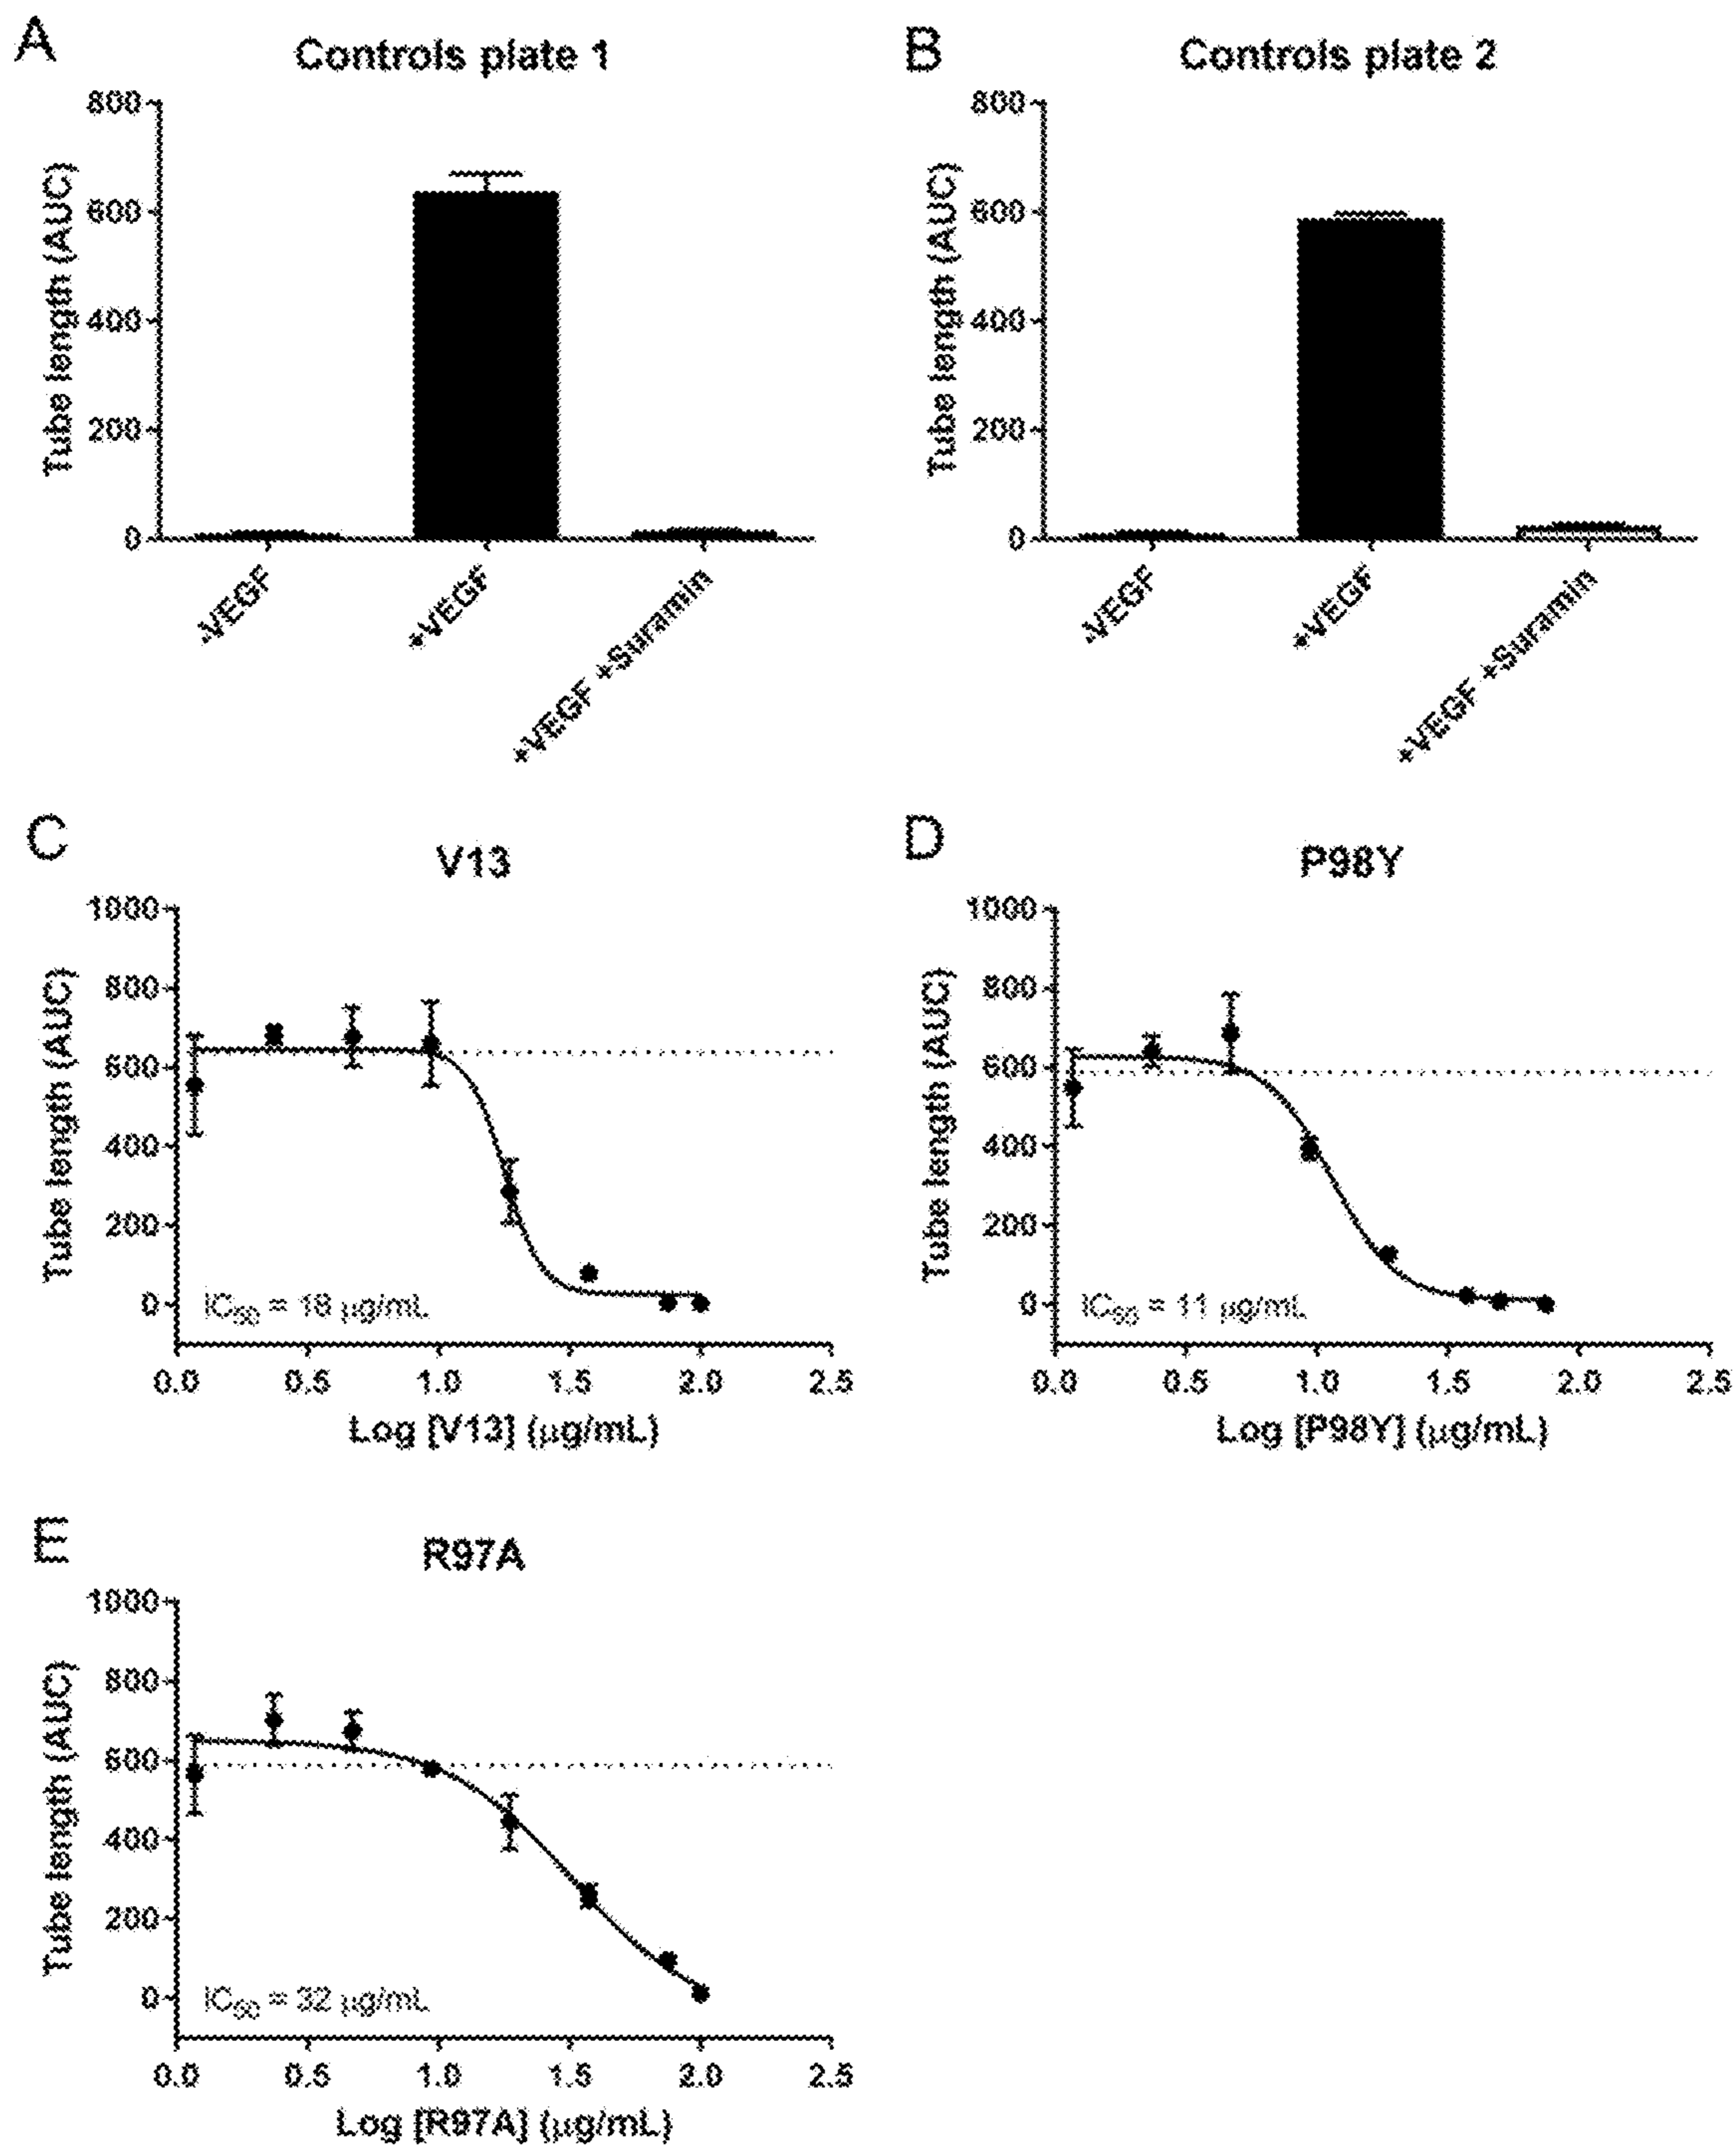 A
Controls plate 1
800
600
400
200
0
Tube length (AUC)
-VEGF
+VEGF
+VEGF +Suramin
B
Controls plate 2
800
600
400
200
0
Tube length (AUC)
-VEGF
+VEGF
+VEGF +Suramin
C
V13
1000
800
600
400
200
0
Tube length (AUC)
IC50 = 18 μg/mL
0.0 0.5 1.0 1.5 2.0 2.5
Log [V13] (μg/mL)
D
P98Y
1000
800
600
400
200
0
Tube length (AUC)
IC50 = 11 μg/mL
0.0 0.5 1.0 1.5 2.0 2.5
Log [P98Y] (μg/mL)
E
R97A
1000
800
600
400
200
0
Tube length (AUC)
IC50 = 32 μg/mL
0.0 0.5 1.0 1.5 2.0 2.5
Log [R97A] (μg/mL)